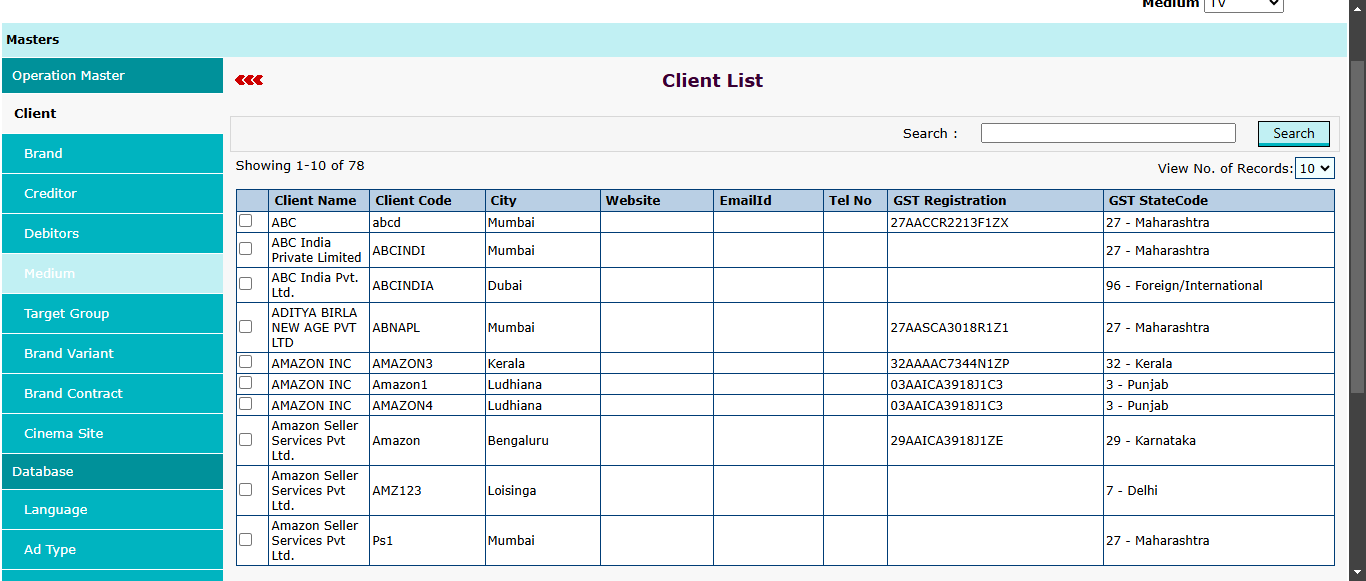 Medium TV
Masters
Operation Master
Client
Brand
Creditor
Debitors
Medium
Target Group
Brand Variant
Brand Contract
Cinema Site
Database
Language
Ad Type
Client List
Search : Search
Showing 1-10 of 78
View No. of Records: 10
Client Name Client Code City Website EmailId Tel No GST Registration GST StateCode
ABC abcd Mumbai 27AACCR2213F1ZX 27 - Maharashtra
ABC India
Private Limited ABCINDI Mumbai 27 - Maharashtra
ABC India Pvt.
Ltd. ABCINDIA Dubai 96 - Foreign/International
ADITYA BIRLA
NEW AGE PVT
LTD ABNAPL Mumbai 27AASCA3018R1Z1 27 - Maharashtra
AMAZON INC AMAZON3 Kerala 32AAAAC7344N1ZP 32 - Kerala
AMAZON INC Amazon1 Ludhiana 03AAICA3918J1C3 3 - Punjab
AMAZON INC AMAZON4 Ludhiana 03AAICA3918J1C3 3 - Punjab
Amazon Seller
Services Pvt
Ltd. Amazon Bengaluru 29AAICA3918J1ZE 29 - Karnataka
Amazon Seller
Services Pvt
Ltd. AMZ123 Loisinga 7 - Delhi
Amazon Seller
Services Pvt
Ltd. Ps1 Mumbai 27 - Maharashtra